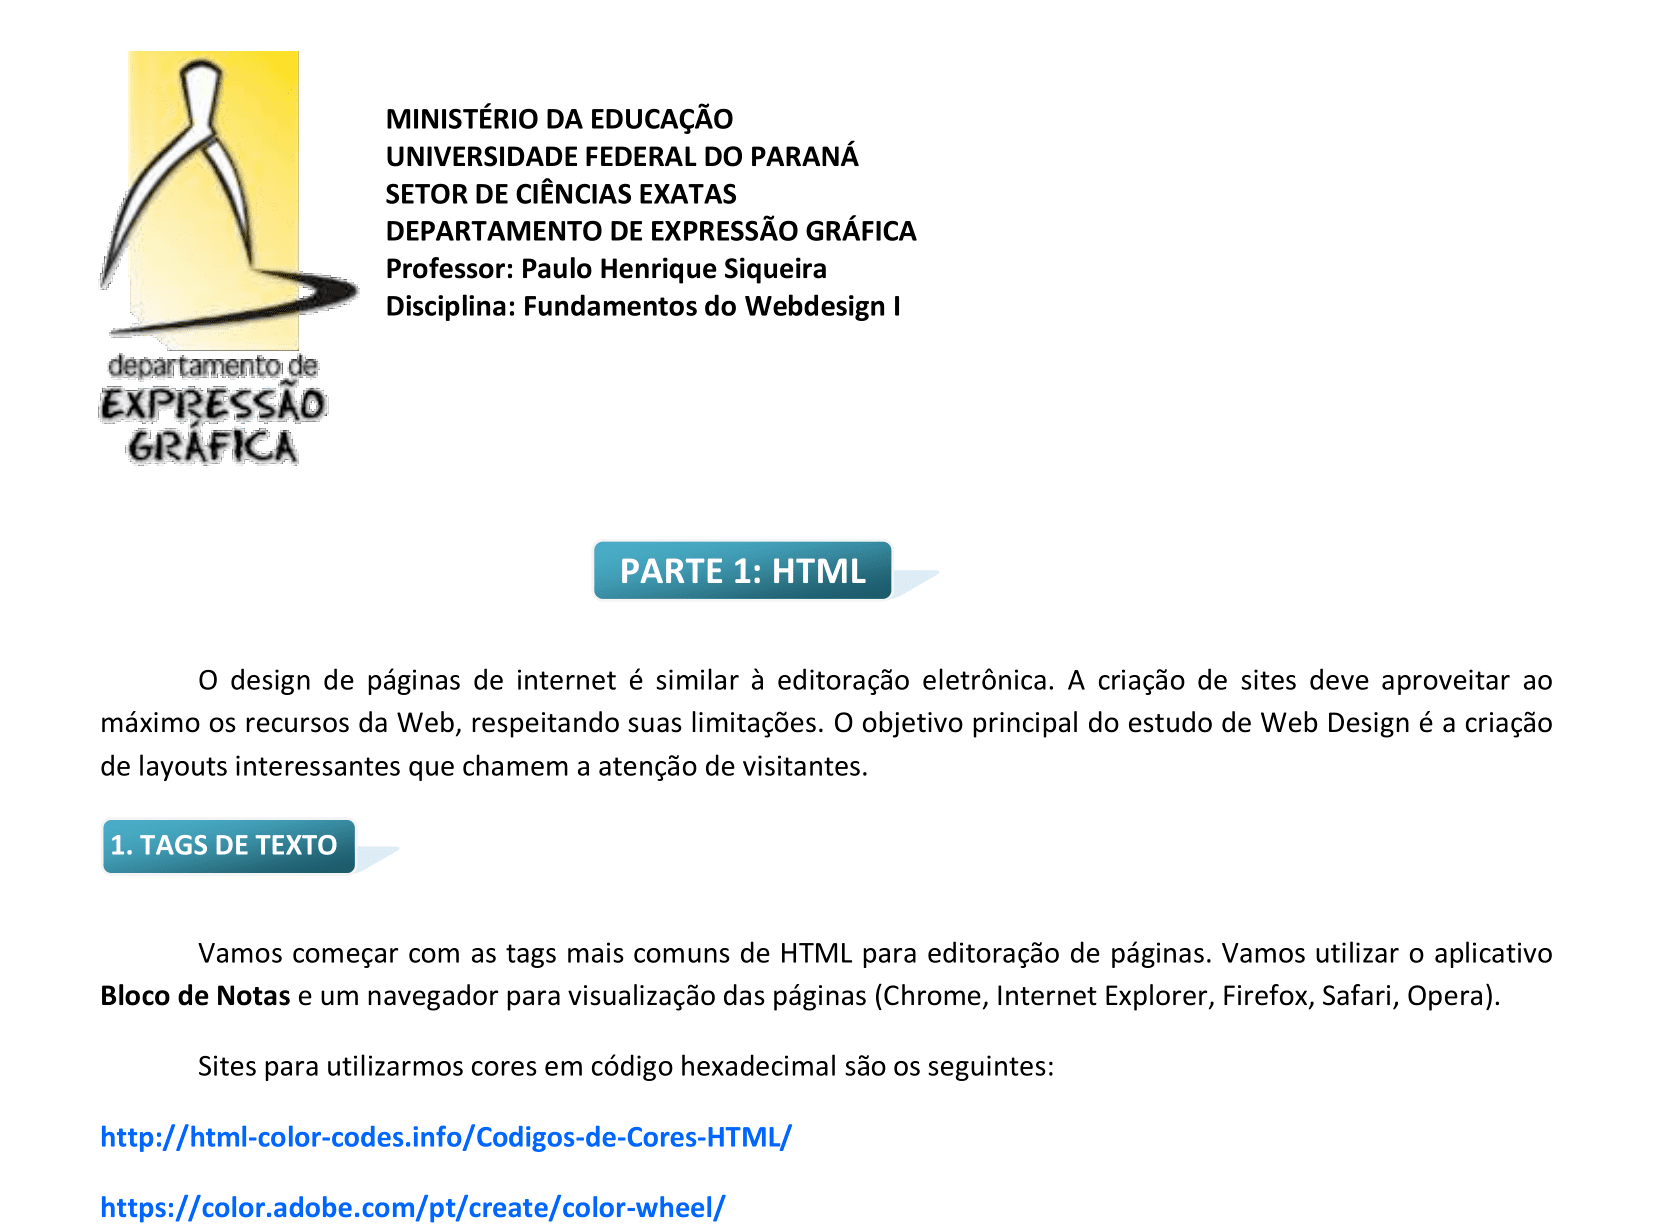 MINISTÉRIO DA EDUCAÇÃO
UNIVERSIDADE FEDERAL DO PARANÁ
SETOR DE CIÊNCIAS EXATAS
DEPARTAMENTO DE EXPRESSÃO GRÁFICA
Professor: Paulo Henrique Siqueira
Disciplina: Fundamentos do Webdesign I
departamento de
EXPRESSÃO
GRÁFICA
PARTE 1: HTML
O design de páginas de internet é similar à editoração eletrônica. A criação de sites deve aproveitar ao
máximo os recursos da Web, respeitando suas limitações. O objetivo principal do estudo de Web Design é a criação
de layouts interessantes que chamem a atenção de visitantes.
1. TAGS DE TEXTO
Vamos começar com as tags mais comuns de HTML para editoração de páginas. Vamos utilizar o aplicativo
Bloco de Notas e um navegador para visualização das páginas (Chrome, Internet Explorer, Firefox, Safari, Opera).
Sites para utilizarmos cores em código hexadecimal são os seguintes:
http://html-color-codes.info/Codigos-de-Cores-HTML/
https://color.adobe.com/pt/create/color-wheel/